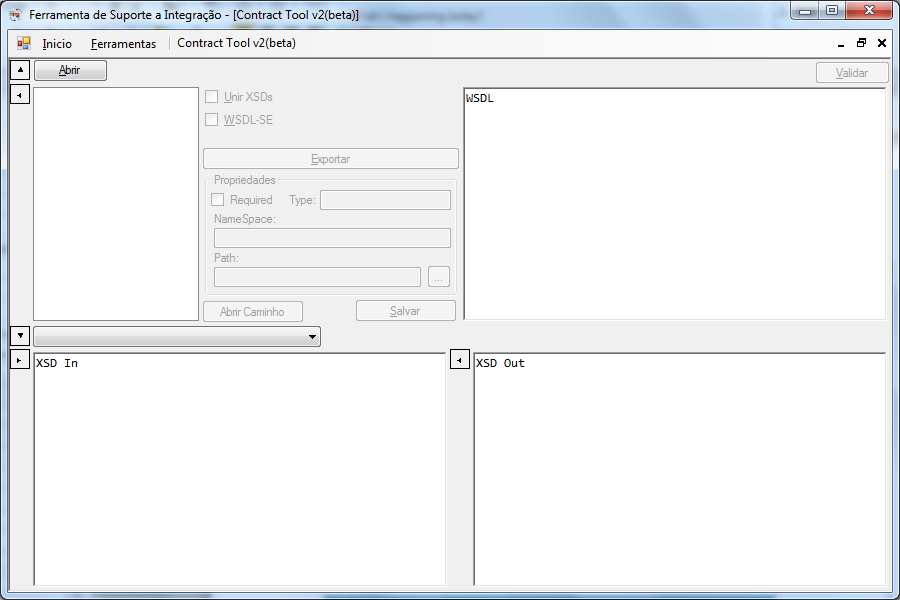 Ferramenta de Suporte a Integração - [Contract Tool v2(beta)]
Inicio Ferramentas Contract Tool v2(beta)
Abrir
Validar
Unir XSDs
WSDL-SE
Exportar
Propriedades
Required Type:
NameSpace:
Path:
...
Abrir Caminho Salvar
WSDL
XSD In
XSD Out